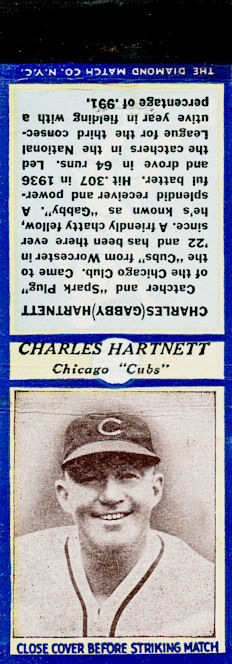 THE DIAMOND MATCH CO. N.Y.C.
CHARLES (GABBY) HARTNETT
Catcher and "Spark Plug"
of the Chicago Club. Came to
the "Cubs" from Worcester in
'22 and has been there ever
since. A friendly chatty fellow,
he's known as "Gabby". A
splendid receiver and power-
ful batter. Hit .307 in 1936
and drove in 64 runs. Led
the catchers in the National
League for the third consec-
utive year in fielding with a
percentage of .991.
CHARLES HARTNETT
Chicago "Cubs"
C
CLOSE COVER BEFORE STRIKING MATCH